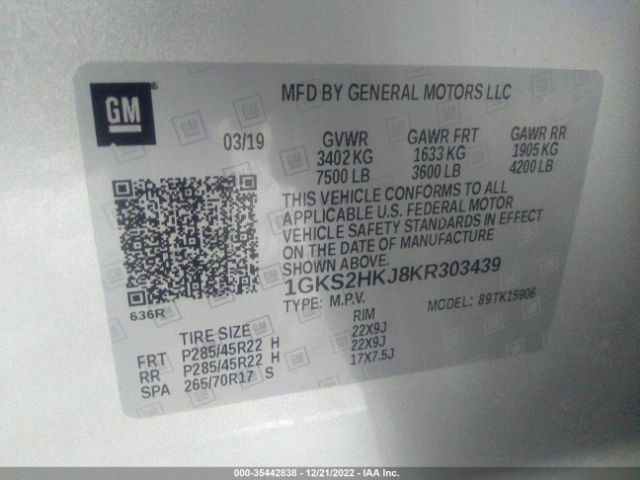 GM
MFD BY GENERAL MOTORS LLC
03/19 GVWR GAWR FRT GAWR RR
3402 KG 1633 KG 1905 KG
7500 LB 3600 LB 4200 LB
THIS VEHICLE CONFORMS TO ALL
APPLICABLE U.S. FEDERAL MOTOR
VEHICLE SAFETY STANDARDS IN EFFECT
ON THE DATE OF MANUFACTURE
SHOWN ABOVE.
1GKS2HKJ8KR303439
TYPE: M.P.V. MODEL: 89TK15906
636R
TIRE SIZE RIM
FRT P285/45R22 H 22X9J
RR P285/45R22 H 22X9J
SPA 265/70R17 S 17X7.5J
000-35442838 - 12/21/2022 - IAA Inc.